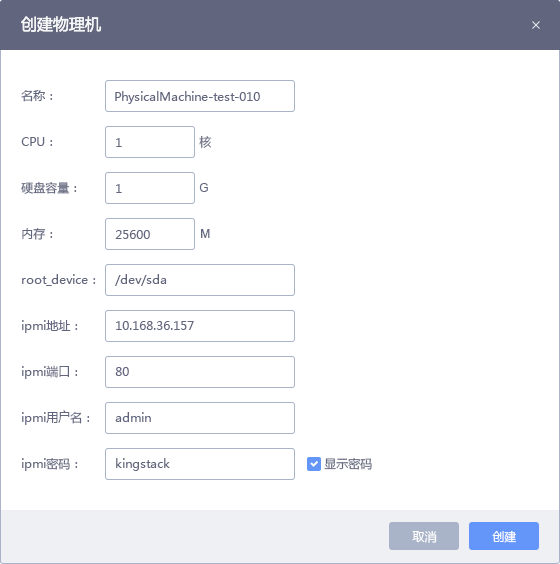 创建物理机 ×
名称： PhysicalMachine-test-010
CPU： 1 核
硬盘容量： 1 G
内存： 25600 M
root_device： /dev/sda
ipmi地址： 10.168.36.157
ipmi端口： 80
ipmi用户名： admin
ipmi密码： kingstack 显示密码
取消 创建